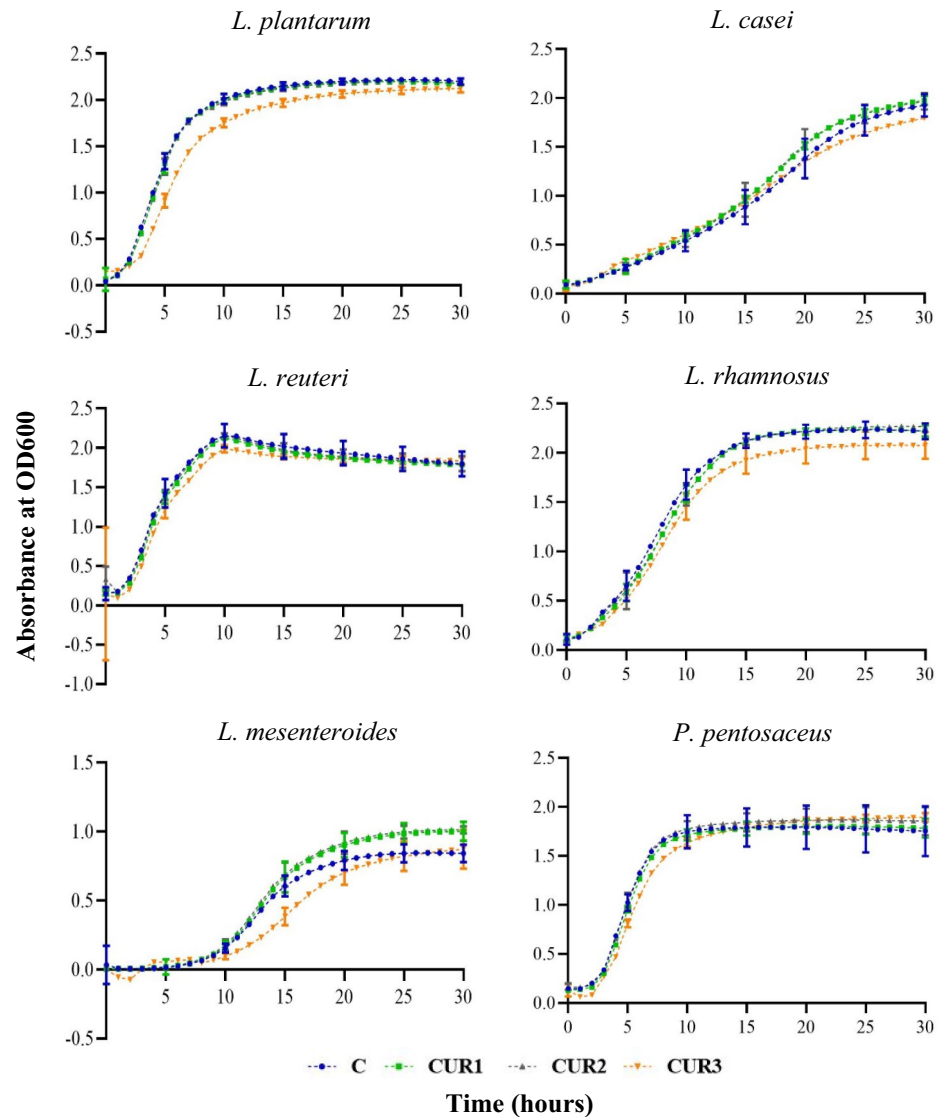 L. plantarum
2.5
2.0
1.5
1.0
0.5
0.0
-0.5
5 10 15 20 25 30
L. casei
2.5
2.0
1.5
1.0
0.5
0.0
0 5 10 15 20 25 30
L. reuteri
2.5
2.0
1.5
1.0
0.5
0.0
-0.5
-1.0
5 10 15 20 25 30
L. rhamnosus
2.5
2.0
1.5
1.0
0.5
0.0
0 5 10 15 20 25 30
Absorbance at OD600
L. mesenteroides
1.5
1.0
0.5
0.0
-0.5
5 10 15 20 25 30
P. pentosaceus
2.5
2.0
1.5
1.0
0.5
0.0
0 5 10 15 20 25 30
C CUR1 CUR2 CUR3
Time (hours)